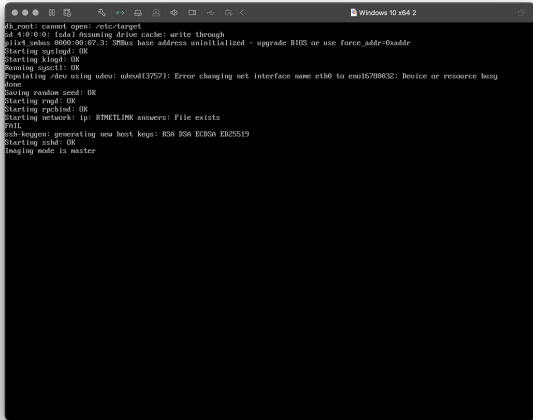 Windows 10 x64 2
db_root: cannot open: /etc/target
sd 4:0:0:0: [sda] Assuming drive cache: write through
piix4_smbus 0000:00:07.3: SMBus base address uninitialized - upgrade BIOS or use force_addr=0xaddr
Starting syslogd: OK
Starting klogd: OK
Running sysctl: OK
Populating /dev using udev: udevd[3757]: Error changing net interface name eth0 to eno16780032: Device or resource busy
done
Saving random seed: OK
Starting rngd: OK
Starting rpcbind: OK
Starting network: ip: RTNETLINK answers: File exists
FAIL
ssh-keygen: generating new host keys: RSA DSA ECDSA ED25519
Starting sshd: OK
Imaging mode is master